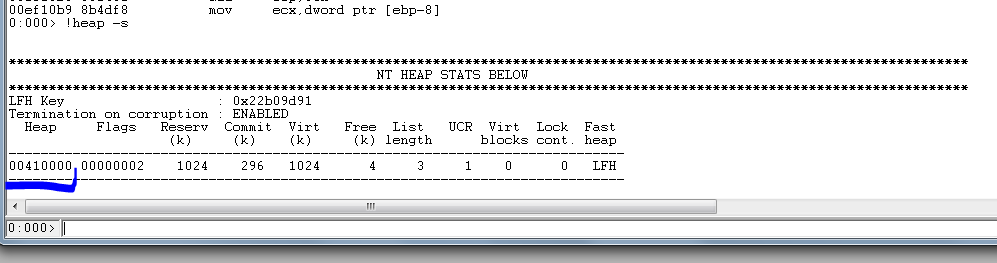 00ef10b9 8b4df8 mov ecx,dword ptr [ebp-8]
0:000> !heap -s
************************************************************************************************************************
NT HEAP STATS BELOW
************************************************************************************************************************
LFH Key : 0x22b09d91
Termination on corruption : ENABLED
Heap Flags Reserv Commit Virt Free List UCR Virt Lock Fast
(k) (k) (k) (k) length blocks cont. heap
-----------------------------------------------------------------------------
00410000 00000002 1024 296 1024 4 3 1 0 0 LFH
-----------------------------------------------------------------------------
0:000>